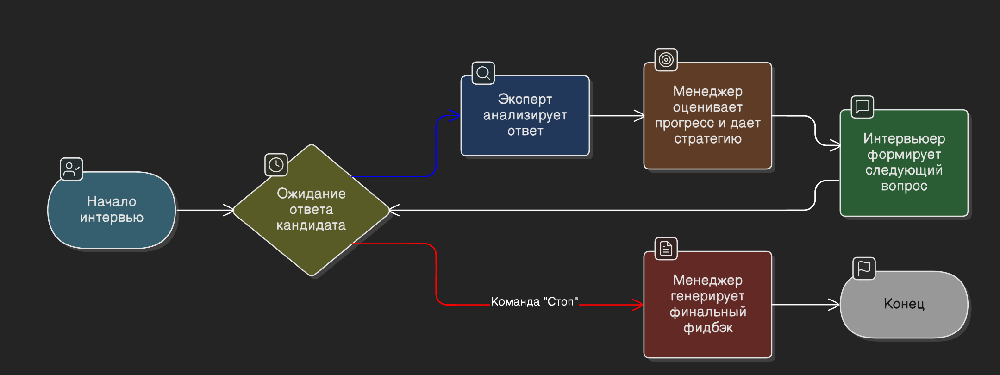 Начало
интервью
Ожидание
ответа
кандидата
Эксперт
анализирует
ответ
Менеджер
оценивает
прогресс и дает
стратегию
Интервьюер
формирует
следующий
вопрос
Команда "Стоп"
Менеджер
генерирует
финальный
фидбэк
Конец